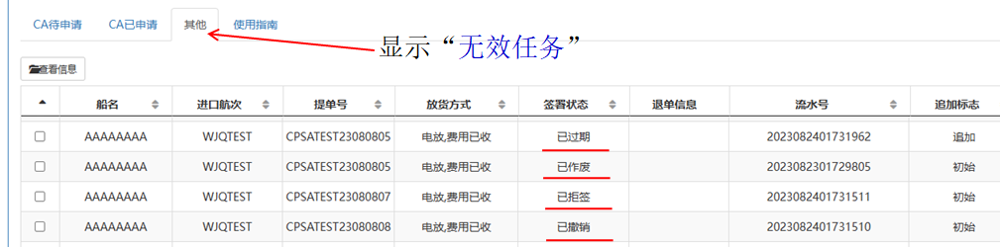 CA待申请 CA已申请 其他 使用指南
显示“无效任务”
查看信息
船名 进口航次 提单号 放货方式 签署状态 退单信息 流水号 追加标志
AAAAAAAA WJQTEST CPSATEST23080805 电放,费用已收 已过期 2023082401731962 追加
AAAAAAAA WJQTEST CPSATEST23080805 电放,费用已收 已作废 2023082301729805 初始
AAAAAAAA WJQTEST CPSATEST23080807 电放,费用已收 已拒签 2023082401731511 初始
AAAAAAAA WJQTEST CPSATEST23080808 电放,费用已收 已撤销 2023082401731510 初始